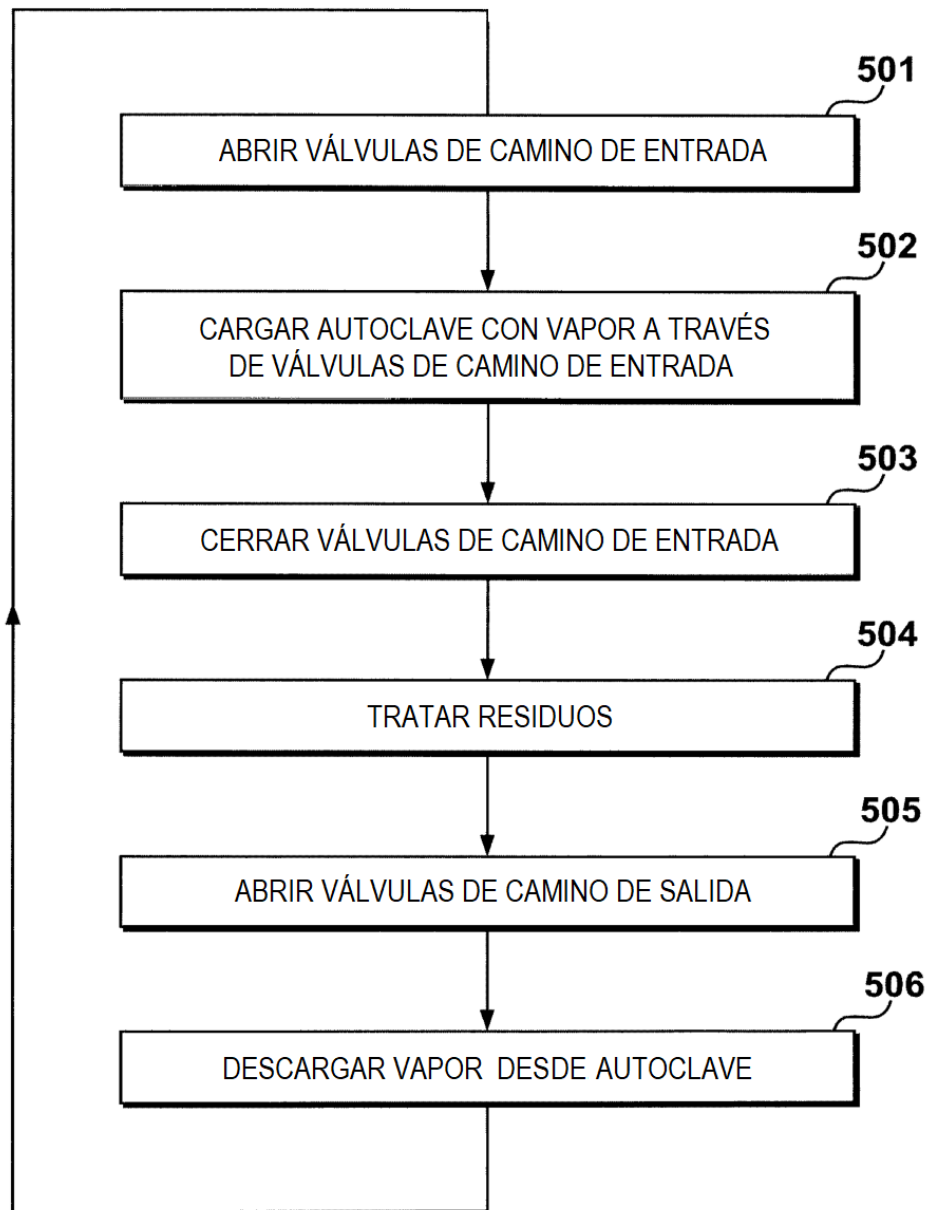 501
ABRIR VÁLVULAS DE CAMINO DE ENTRADA
502
CARGAR AUTOCLAVE CON VAPOR A TRAVÉS
DE VÁLVULAS DE CAMINO DE ENTRADA
503
CERRAR VÁLVULAS DE CAMINO DE ENTRADA
504
TRATAR RESIDUOS
505
ABRIR VÁLVULAS DE CAMINO DE SALIDA
506
DESCARGAR VAPOR DESDE AUTOCLAVE